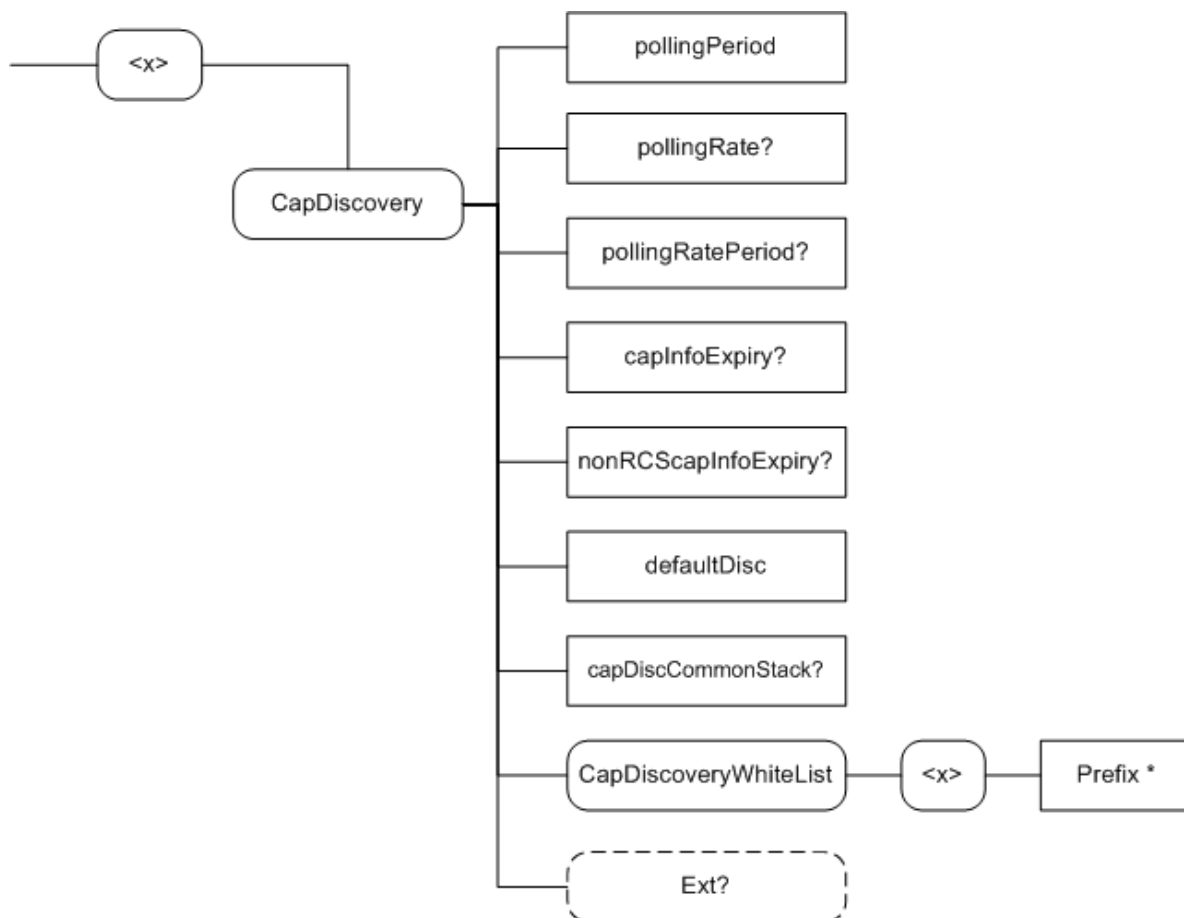 <x>
CapDiscovery
pollingPeriod
pollingRate?
pollingRatePeriod?
capInfoExpiry?
nonRCScapInfoExpiry?
defaultDisc
capDiscCommonStack?
CapDiscoveryWhiteList
<x>
Prefix *
Ext?